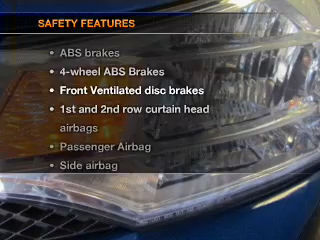 SAFETY FEATURES
• ABS brakes
• 4-wheel ABS Brakes
• Front Ventilated disc brakes
• 1st and 2nd row curtain head
airbags
• Passenger Airbag
• Side airbag